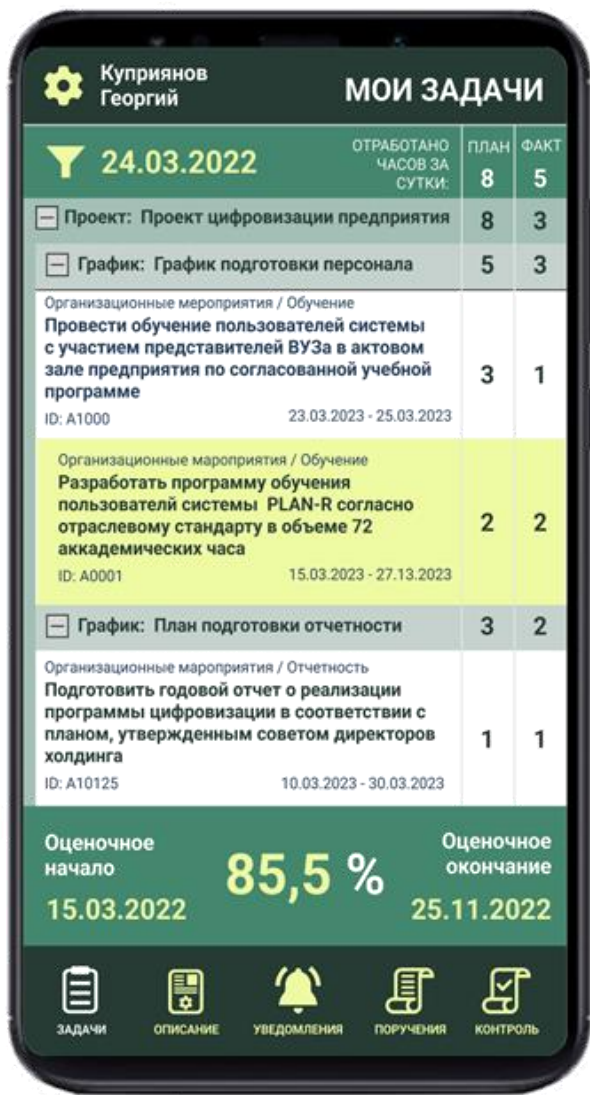 Куприянов
Георгий
МОИ ЗАДАЧИ
24.03.2022
ОТРАБОТАНО
ЧАСОВ ЗА
СУТКИ:
ПЛАН
8
ФАКТ
5
Проект: Проект цифровизации предприятия 8 3
График: График подготовки персонала 5 3
Организационные мероприятия / Обучение
Провести обучение пользователей системы
с участием представителей ВУЗа в актовом
зале предприятия по согласованной учебной
программе
3 1
ID: A1000 23.03.2023 - 25.03.2023
Организационные мароприятия / Обучение
Разработать программу обучения
пользователй системы PLAN-R согласно
отраслевому стандарту в объеме 72
аккадемических часа
2 2
ID: A0001 15.03.2023 - 27.13.2023
График: План подготовки отчетности 3 2
Организационные мароприятия / Отчетность
Подготовить годовой отчет о реализации
программы цифровизации в соответствии с
планом, утвержденным советом директоров
холдинга
1 1
ID: A10125 10.03.2023 - 30.03.2023
Оценочное
начало
15.03.2022
85,5 %
Оценочное
окончание
25.11.2022
ЗАДАЧИ ОПИСАНИЕ УВЕДОМЛЕНИЯ ПОРУЧЕНИЯ КОНТРОЛЬ